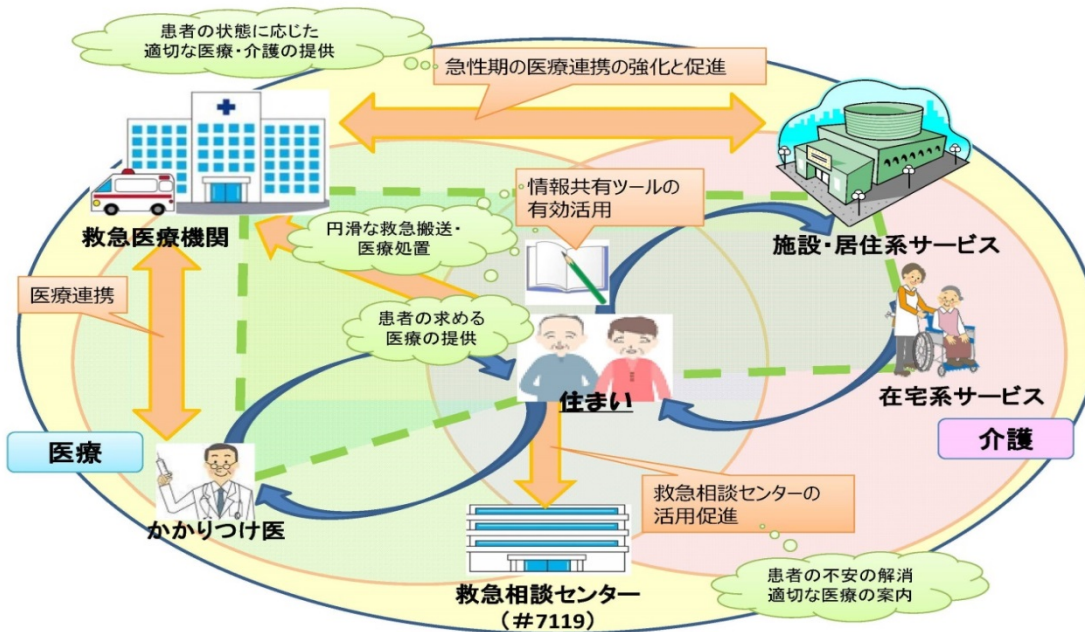 患者の状態に応じた
適切な医療・介護の提供
急性期の医療連携の強化と促進
情報共有ツールの
有効活用
救急医療機関
円滑な救急搬送・
医療処置
施設・居住系サービス
医療連携
患者の求める
医療の提供
住まい
在宅系サービス
医療
介護
かかりつけ医
救急相談センターの
活用促進
救急相談センター
(＃7119)
患者の不安の解消
適切な医療の案内